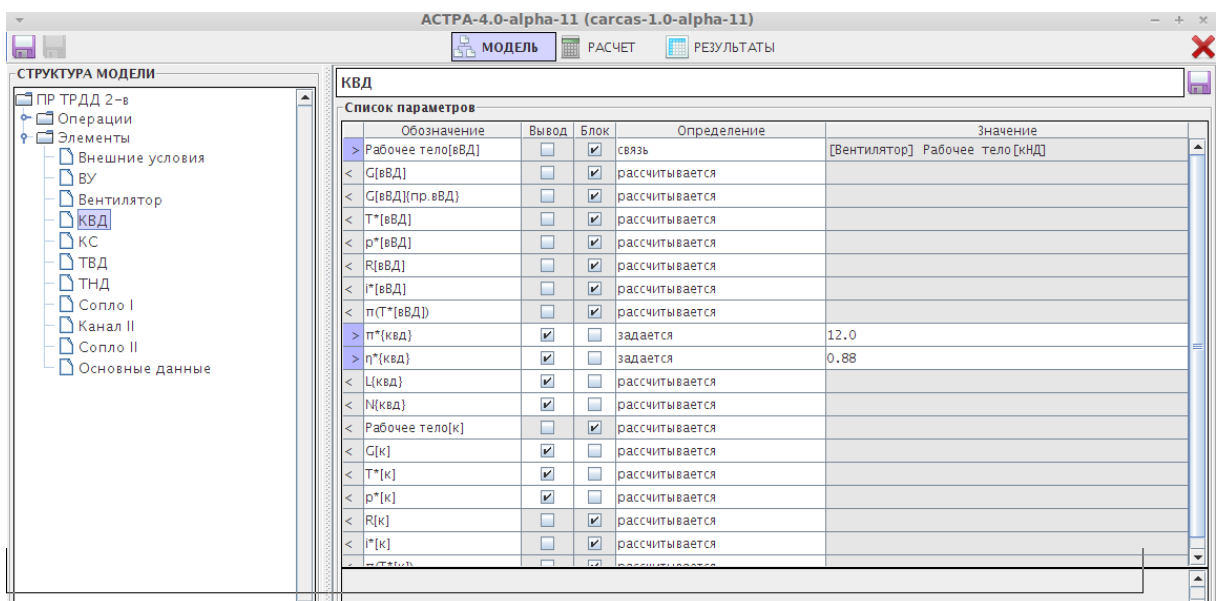 АСТРА-4.0-alpha-11 (carcas-1.0-alpha-11)
МОДЕЛЬ РАСЧЕТ РЕЗУЛЬТАТЫ
СТРУКТУРА МОДЕЛИ
ПР ТРДД 2-в
Операции
Элементы
Внешние условия
ВУ
Вентилятор
КВД
КС
ТВД
ТНД
Сопло I
Канал II
Сопло II
Основные данные
КВД
Список параметров
Обозначение Вывод Блок Определение Значение
> Рабочее тело[вВД] связь [Вентилятор] Рабочее тело[кНД]
< G[вВД] рассчитывается
< G[вВД]{пр.вВД} рассчитывается
< T*[вВД] рассчитывается
< p*[вВД] рассчитывается
< R[вВД] рассчитывается
< i*[вВД] рассчитывается
< π(T*[вВД]) рассчитывается
> π*{квд} задается 12.0
> η*{квд} задается 0.88
< L{квд} рассчитывается
< N{квд} рассчитывается
< Рабочее тело[к] рассчитывается
< G[к] рассчитывается
< T*[к] рассчитывается
< p*[к] рассчитывается
< R[к] рассчитывается
< i*[к] рассчитывается
< π(T*[к]) рассчитывается